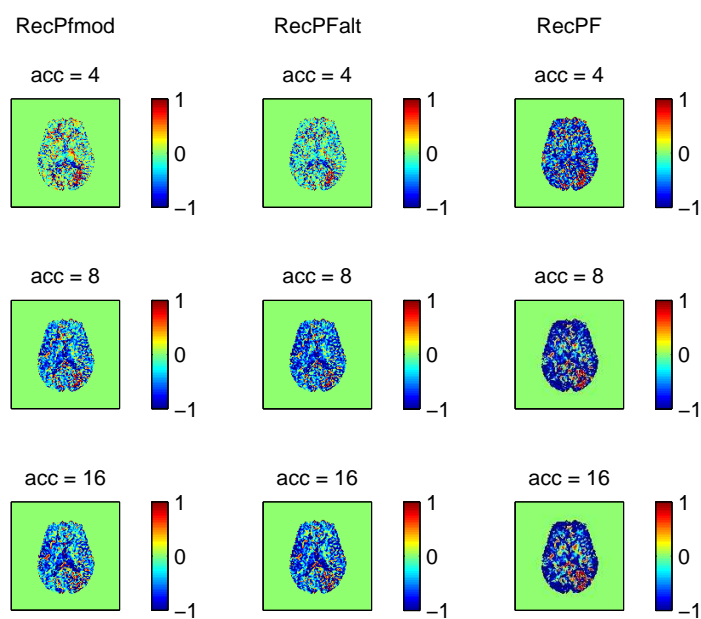 RecPfmod RecPFalt RecPF
acc = 4 acc = 4 acc = 4
1 1 1
0 0 0
−1 −1 −1
acc = 8 acc = 8 acc = 8
1 1 1
0 0 0
−1 −1 −1
acc = 16 acc = 16 acc = 16
1 1 1
0 0 0
−1 −1 −1